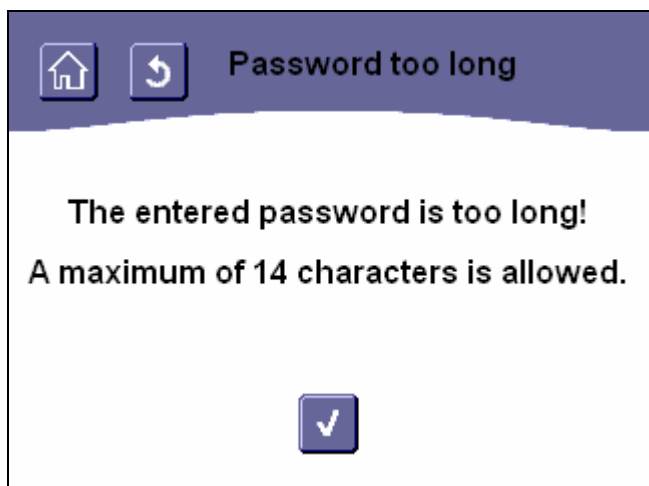 Password too long
The entered password is too long!
A maximum of 14 characters is allowed.